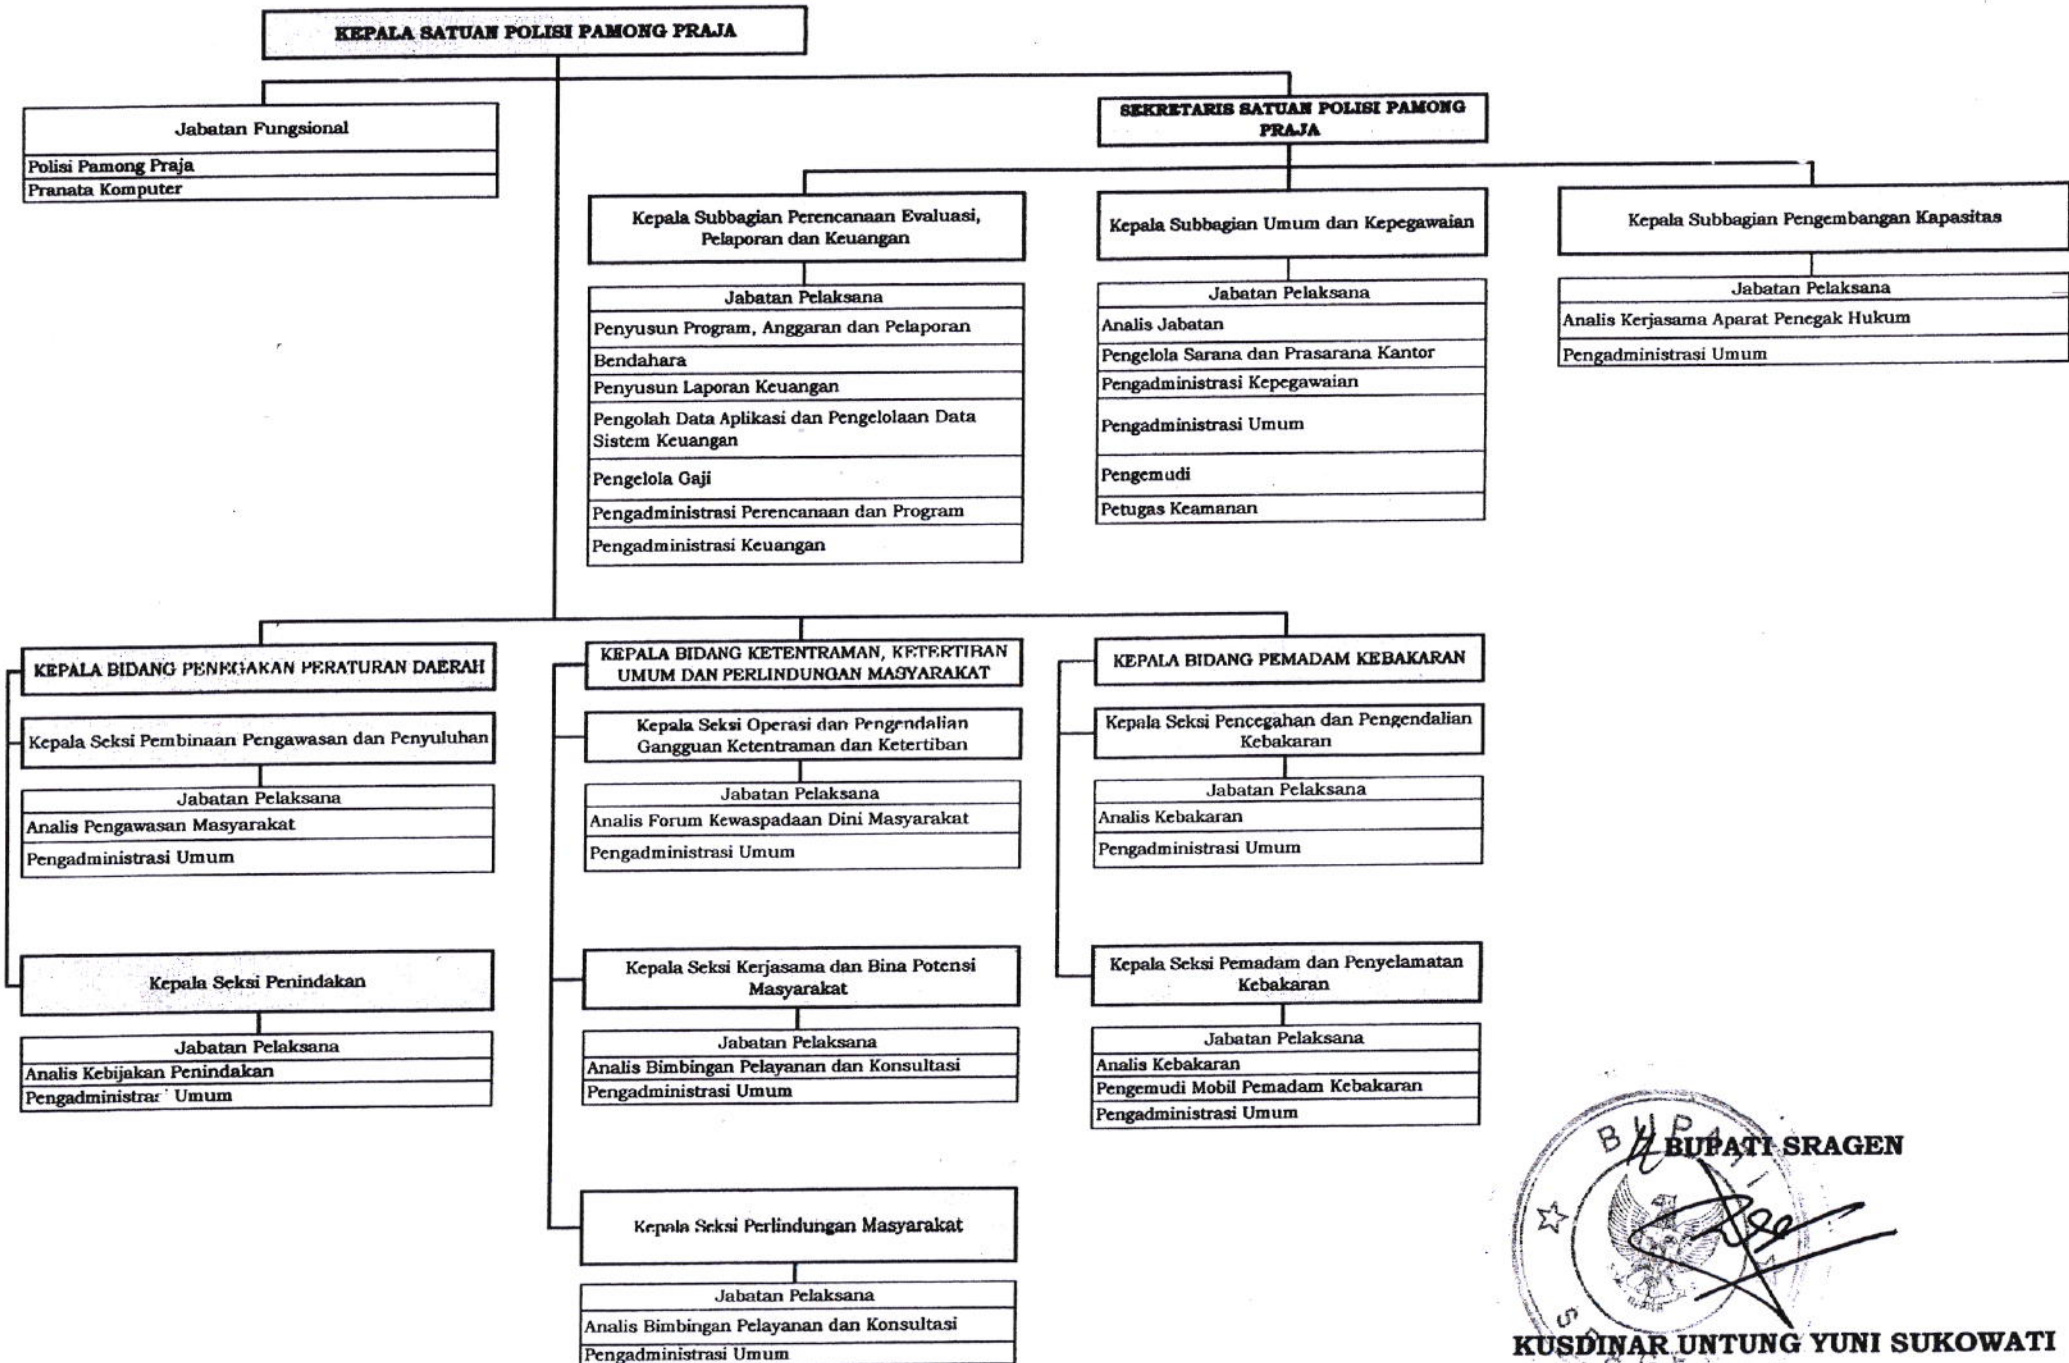 KEPALA SATUAN POLISI PAMONG PRAJA
Jabatan Fungsional
Polisi Pamong Praja
Pranata Komputer
SEKRETARIS SATUAN POLISI PAMONG
PRAJA
Kepala Subbagian Perencanaan Evaluasi,
Pelaporan dan Keuangan
Jabatan Pelaksana
Penyusun Program, Anggaran dan Pelaporan
Bendahara
Penyusun Laporan Keuangan
Pengolah Data Aplikasi dan Pengelolaan Data
Sistem Keuangan
Pengelola Gaji
Pengadministrasi Perencanaan dan Program
Pengadministrasi Keuangan
Kepala Subbagian Umum dan Kepegawaian
Jabatan Pelaksana
Analis Jabatan
Pengelola Sarana dan Prasarana Kantor
Pengadministrasi Kepegawaian
Pengadministrasi Umum
Pengemudi
Petugas Keamanan
Kepala Subbagian Pengembangan Kapasitas
Jabatan Pelaksana
Analis Kerjasama Aparat Penegak Hukum
Pengadministrasi Umum
KEPALA BIDANG PENEGAKAN PERATURAN DAERAH
Kepala Seksi Pembinaan Pengawasan dan Penyuluhan
Jabatan Pelaksana
Analis Pengawasan Masyarakat
Pengadministrasi Umum
Kepala Seksi Penindakan
Jabatan Pelaksana
Analis Kebijakan Penindakan
Umum
KEPALA BIDANG KETENTRAMAN, KETERTIBAN
UMUM DAN PERLINDUNGAN MASYARAKAT
Kepala Seksi Operasi dan Pengendalian
Gangguan Ketentraman dan Ketertiban
Jabatan Pelaksana
Analis Forum Kewaspadaan Dini Masyarakat
Pengadministrasi Umum
Kepala Seksi Kerjasama dan Bina Potensi
Masyarakat
Jabatan Pelaksana
Analis Bimbingan Pelayanan dan Konsultasi
Pengadministrasi Umum
Kepala Seksi Perlindungan Masyarakat
Jabatan Pelaksana
Analis Bimbingan Pelayanan dan Konsultasi
Pengadministrasi Umum
KEPALA BIDANG PEMADAM KEBAKARAN
Kepala Seksi Pencegahan dan Pengendalian
Kebakaran
Jabatan Pelaksana
Analis Kebakaran
Pengadministrasi Umum
Kepala Seksi Pemadam dan Penyelamatan
Kebakaran
Jabatan Pelaksana
Analis Kebakaran
Pengemudi Mobil Pemadam Kebakaran
Pengadministrasi Umum
BUPATI
BUPATI SRAGEN
KUSDINAR UNTUNG YUNI SUKOWATI